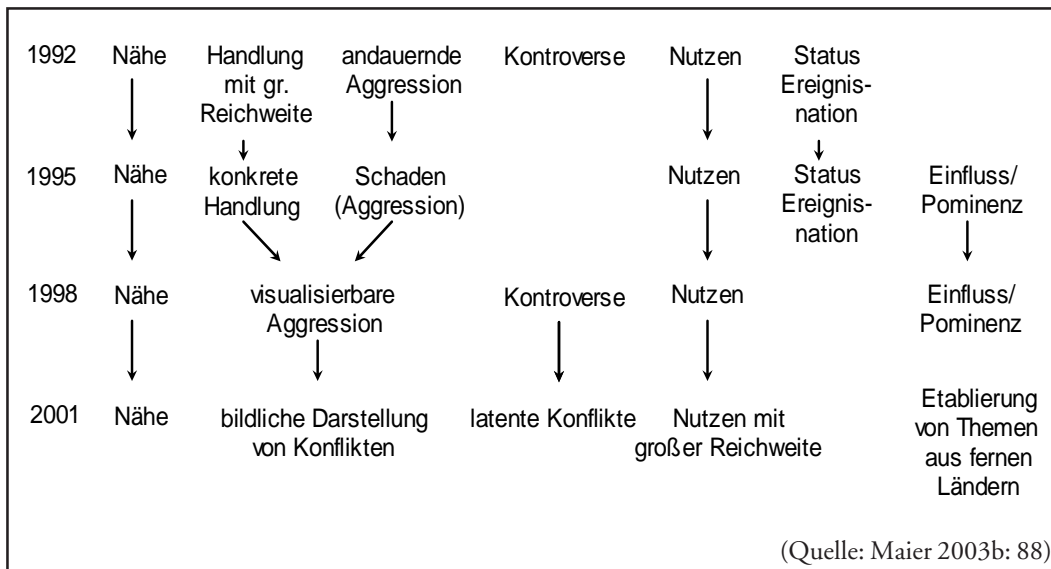 1992 Nähe Handlung andauernde Kontroverse Nutzen Status
mit gr. Aggression Ereignis-
Reichweite nation
1995 Nähe konkrete Schaden Nutzen Status Einfluss/
Handlung (Aggression) Ereignis- Pominenz
nation
1998 Nähe visualisierbare Kontroverse Nutzen Einfluss/
Aggression Pominenz
2001 Nähe bildliche Darstellung latente Konflikte Nutzen mit Etablierung
von Konflikten großer Reichweite von Themen
aus fernen
Ländern
(Quelle: Maier 2003b: 88)